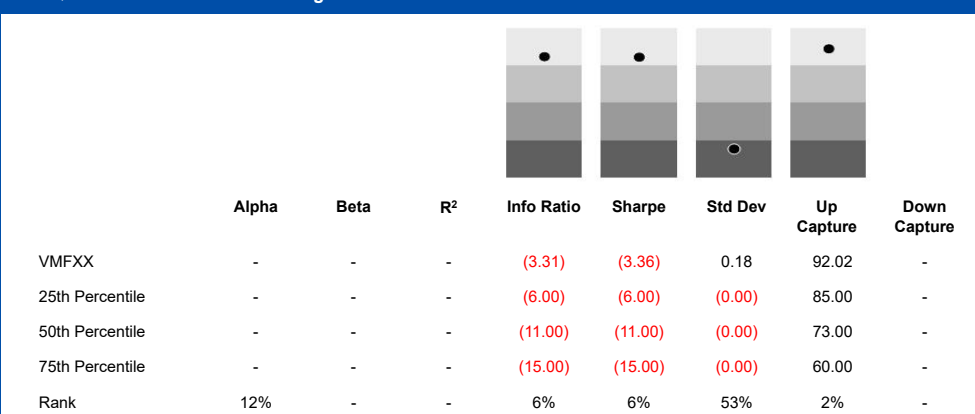 Alpha Beta R² Info Ratio Sharpe Std Dev Up Capture Down Capture
VMFXX - - - (3.31) (3.36) 0.18 92.02 -
25th Percentile - - - (6.00) (6.00) (0.00) 85.00 -
50th Percentile - - - (11.00) (11.00) (0.00) 73.00 -
75th Percentile - - - (15.00) (15.00) (0.00) 60.00 -
Rank 12% - - 6% 6% 53% 2% -